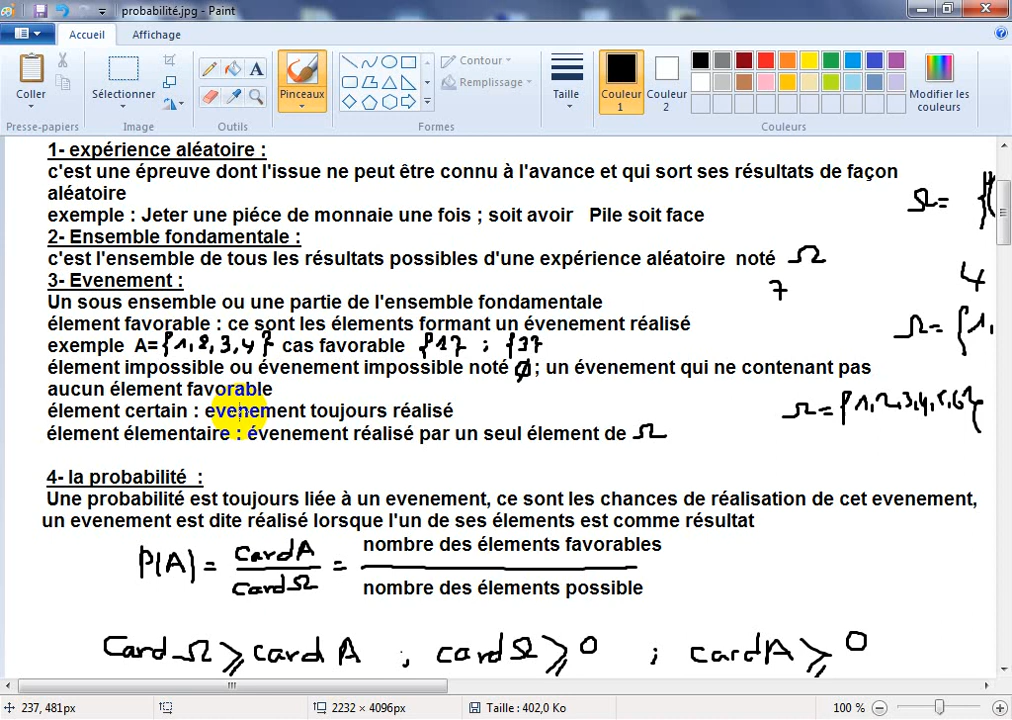 probabilité.jpg - Paint
Accueil
Affichage
Coller
Sélectionner
Pinceaux
Contour
Remplissage
Taille
Couleur 1
Couleur 2
Modifier les couleurs
Presse-papiers
Image
Outils
Formes
Couleurs
1- expérience aléatoire :
c'est une épreuve dont l'issue ne peut être connu à l'avance et qui sort ses résultats de façon
aléatoire
Ω= {(
exemple : Jeter une piéce de monnaie une fois ; soit avoir Pile soit face
2- Ensemble fondamentale :
c'est l'ensemble de tous les résultats possibles d'une expérience aléatoire noté Ω
3- Evenement :
7
4
Un sous ensemble ou une partie de l'ensemble fondamentale
élement favorable : ce sont les élements formant un évenement réalisé
Ω= {1,
exemple A={1,2,3,4} cas favorable {1} ; {3}
élement impossible ou évenement impossible noté ∅; un évenement qui ne contenant pas
aucun élement favorable
élement certain : evenement toujours réalisé
Ω={1,2,3,4,5,6}
élement élementaire : évenement réalisé par un seul élement de Ω
4- la probabilité :
Une probabilité est toujours liée à un evenement, ce sont les chances de réalisation de cet evenement,
un evenement est dite réalisé lorsque l'un de ses élements est comme résultat
P(A) = cardA / cardΩ = nombre des élements favorables
nombre des élements possible
Card Ω ⩾ card A ; card Ω ⩾ 0 ; card A ⩾ 0
237, 481px
2232 × 4096px
Taille : 402,0 Ko
100 %